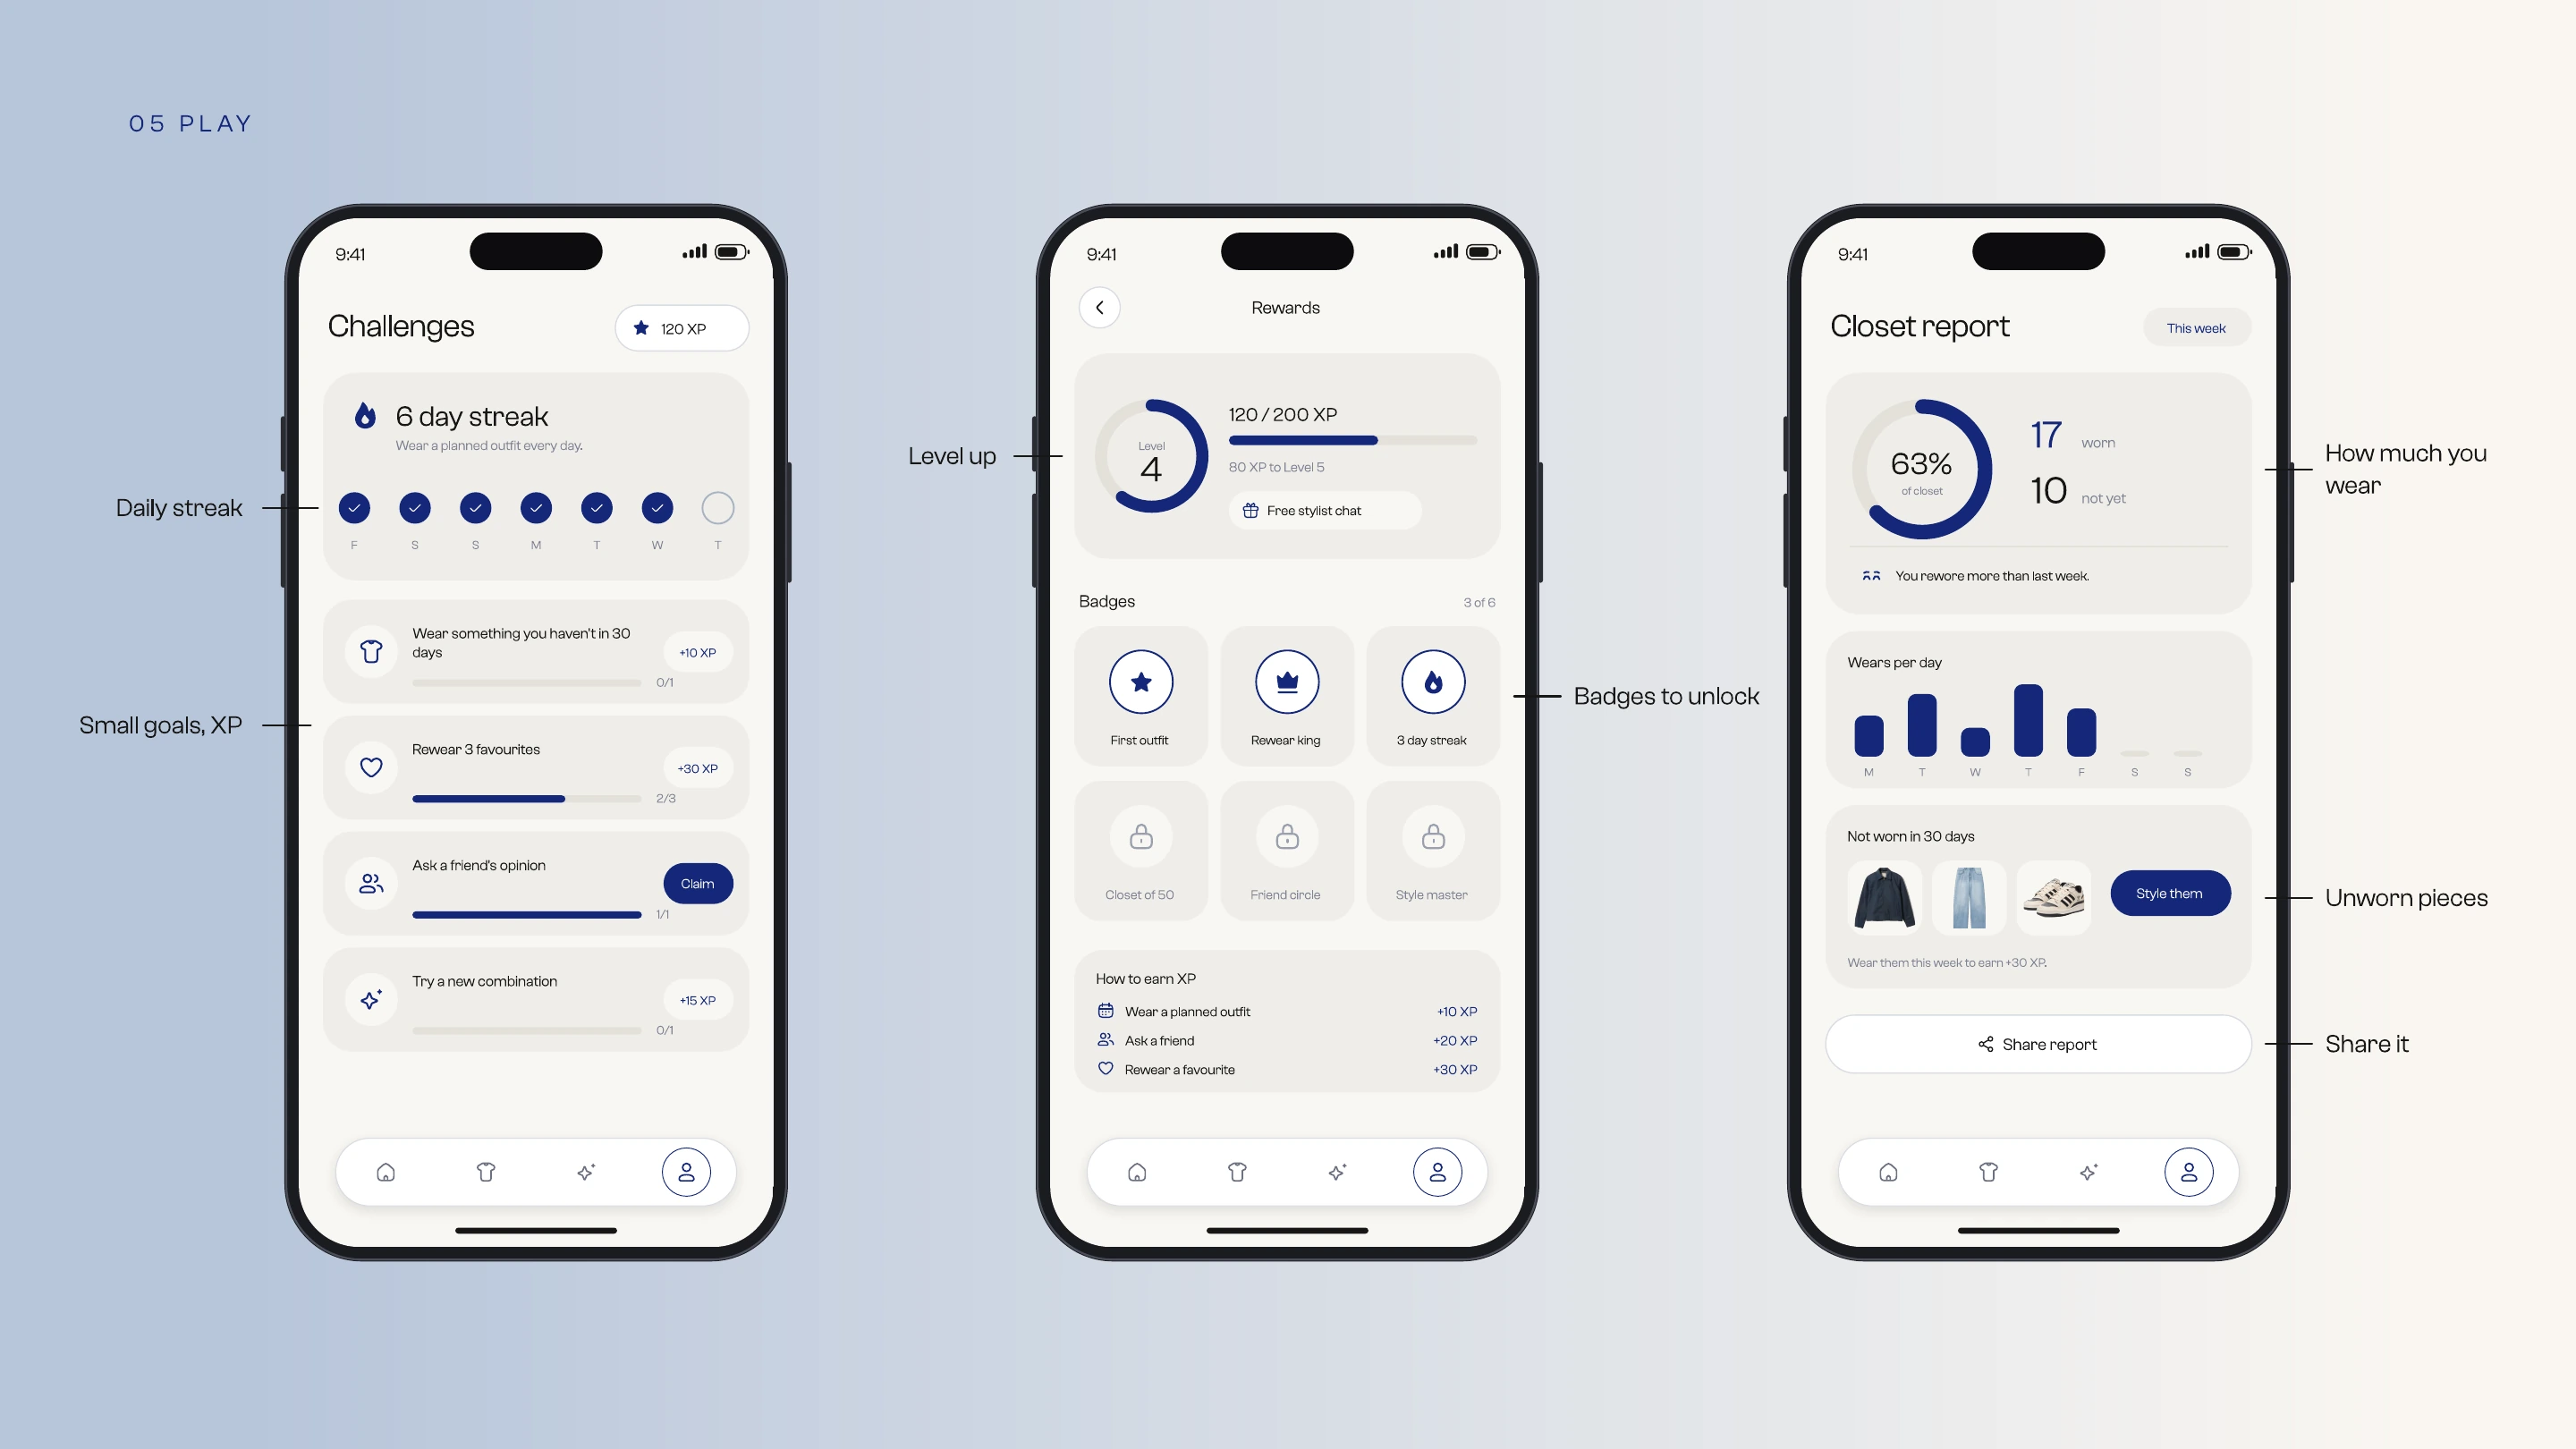 05 PLAY
Daily streak
Small goals, XP
9:41
Challenges
120 XP
6 day streak
Wear a planned outfit every day.
F S S M T W T
Wear something you haven't in 30
days
+10 XP
0/1
Rewear 3 favourites
+30 XP
2/3
Ask a friend's opinion
Claim
1/1
Try a new combination
+15 XP
0/1
Level up
9:41
Rewards
Level
4
120 / 200 XP
80 XP to Level 5
Free stylist chat
Badges
3 of 6
First outfit
Rewear king
3 day streak
Closet of 50
Friend circle
Style master
Badges to unlock
How to earn XP
Wear a planned outfit +10 XP
Ask a friend +20 XP
Rewear a favourite +30 XP
9:41
Closet report
This week
63%
of closet
17 worn
10 not yet
You rewore more than last week.
How much you
wear
Wears per day
M T W T F S S
Not worn in 30 days
Style them
Wear them this week to earn +30 XP.
Unworn pieces
Share report
Share it